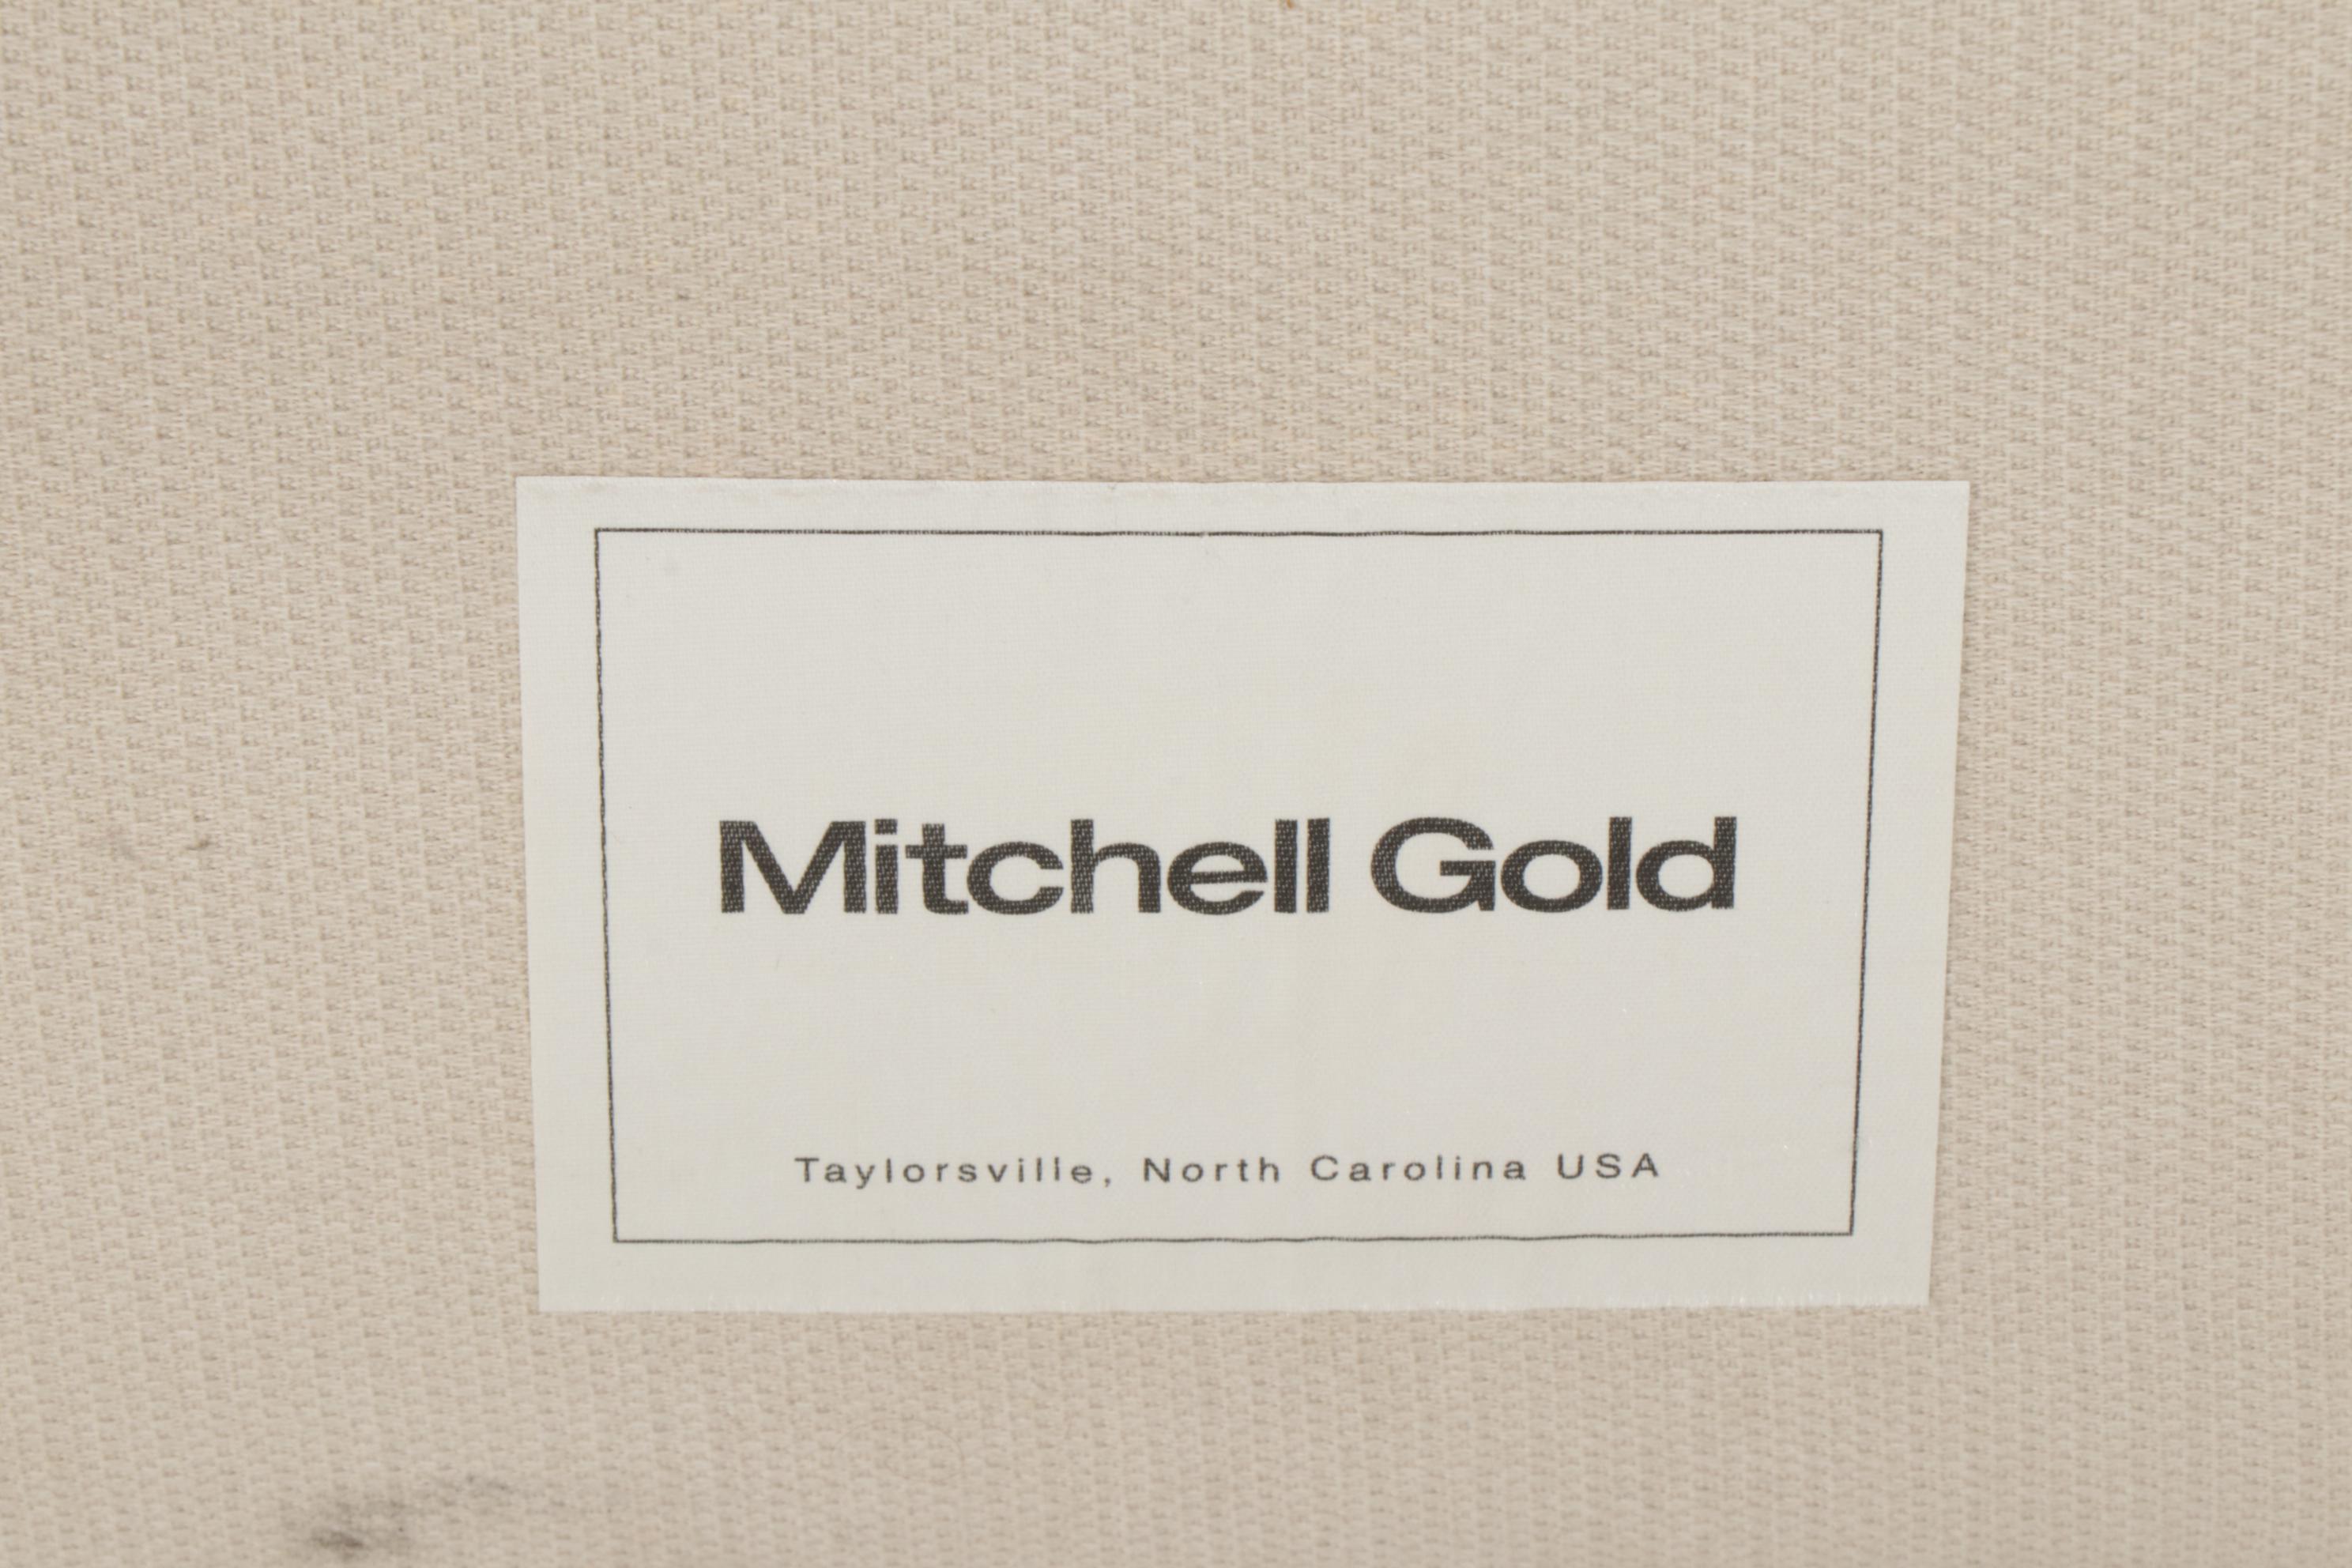 Mitchell Gold
Taylorsville, North Carolina USA